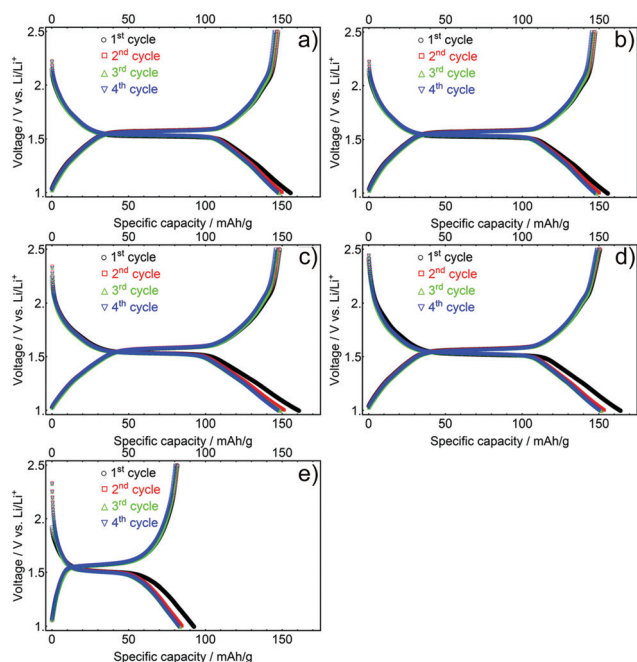 0 50 100 150 0 50 100 150
2.5 ○ 1st cycle a) 2.5 ○ 1st cycle b)
□ 2nd cycle □ 2nd cycle
△ 3rd cycle △ 3rd cycle
2. ▽ 4th cycle 2. ▽ 4th cycle
Voltage / V vs. Li/Li+ Voltage / V vs. Li/Li+
1.5 1.5
1. 1.
0 50 100 150 0 50 100 150
Specific capacity / mAh/g Specific capacity / mAh/g
0 50 100 150 0 50 100 150
2.5 ○ 1st cycle c) 2.5 ○ 1st cycle d)
□ 2nd cycle □ 2nd cycle
△ 3rd cycle △ 3rd cycle
2. ▽ 4th cycle 2. ▽ 4th cycle
Voltage / V vs. Li/Li+ Voltage / V vs. Li/Li+
1.5 1.5
1. 1.
0 50 100 150 0 50 100 150
Specific capacity / mAh/g Specific capacity / mAh/g
0 50 100 150
2.5 ○ 1st cycle e)
□ 2nd cycle
△ 3rd cycle
2. ▽ 4th cycle
Voltage / V vs. Li/Li+
1.5
1.
0 50 100 150
Specific capacity / mAh/g